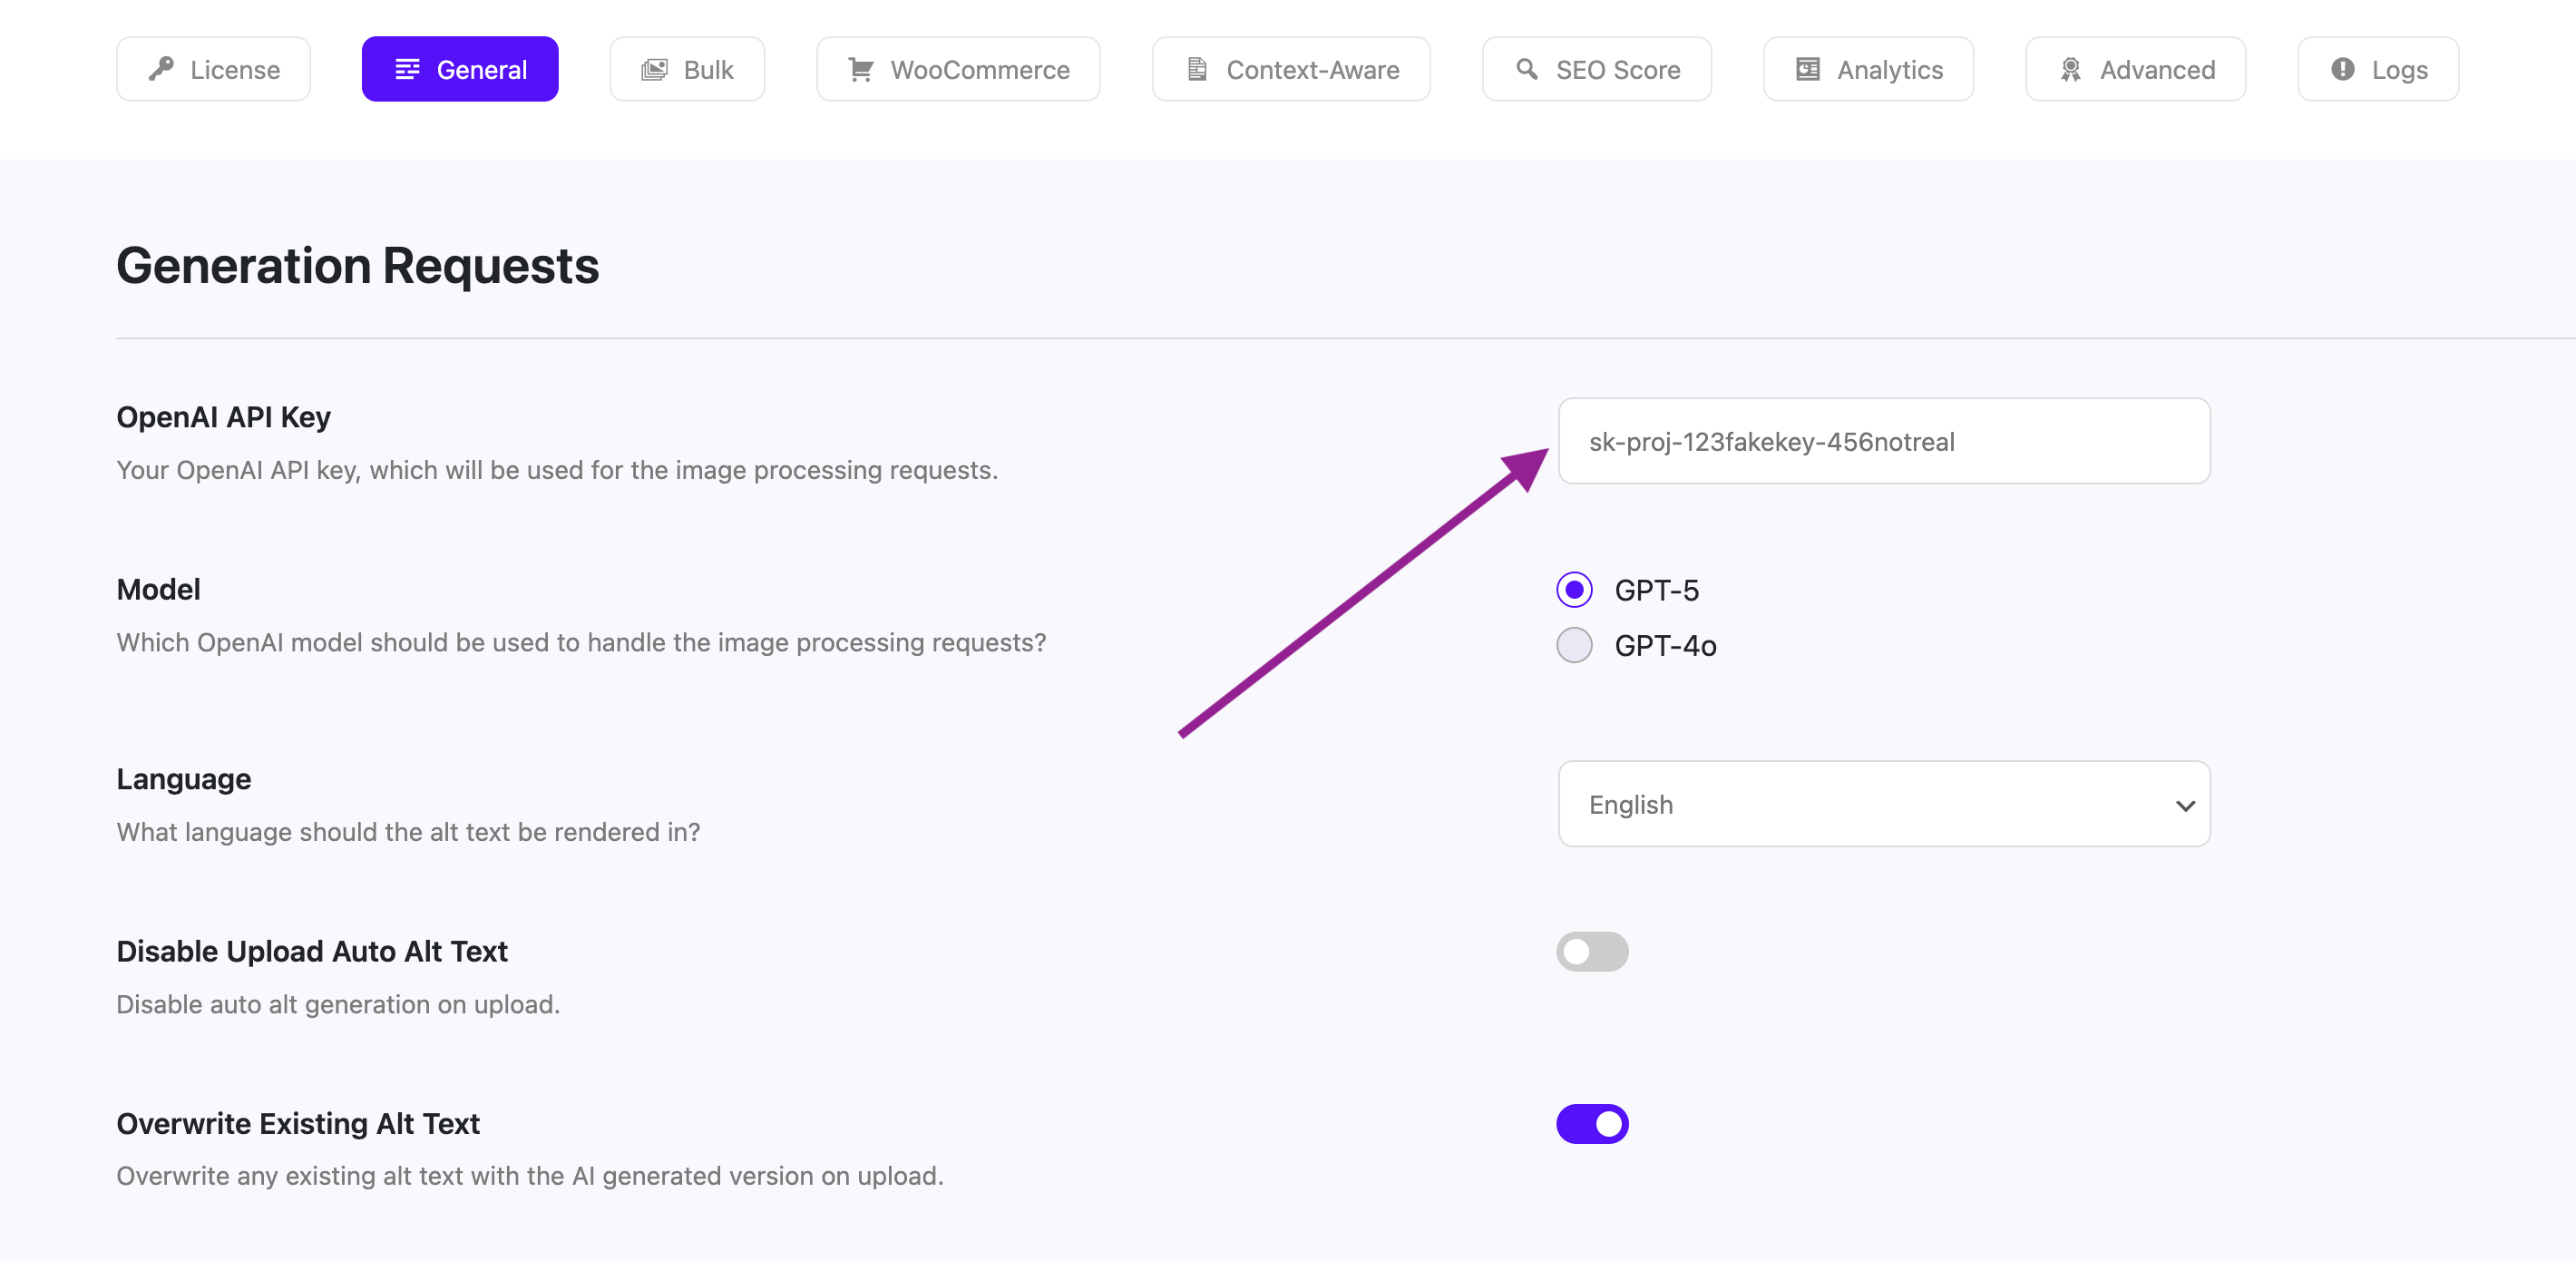 License
General
Bulk
WooCommerce
Context-Aware
SEO Score
Analytics
Advanced
Logs
Generation Requests
OpenAI API Key
Your OpenAI API key, which will be used for the image processing requests.
sk-proj-123fakekey-456notreal
Model
Which OpenAI model should be used to handle the image processing requests?
GPT-5
GPT-4o
Language
What language should the alt text be rendered in?
English
Disable Upload Auto Alt Text
Disable auto alt generation on upload.
Overwrite Existing Alt Text
Overwrite any existing alt text with the AI generated version on upload.